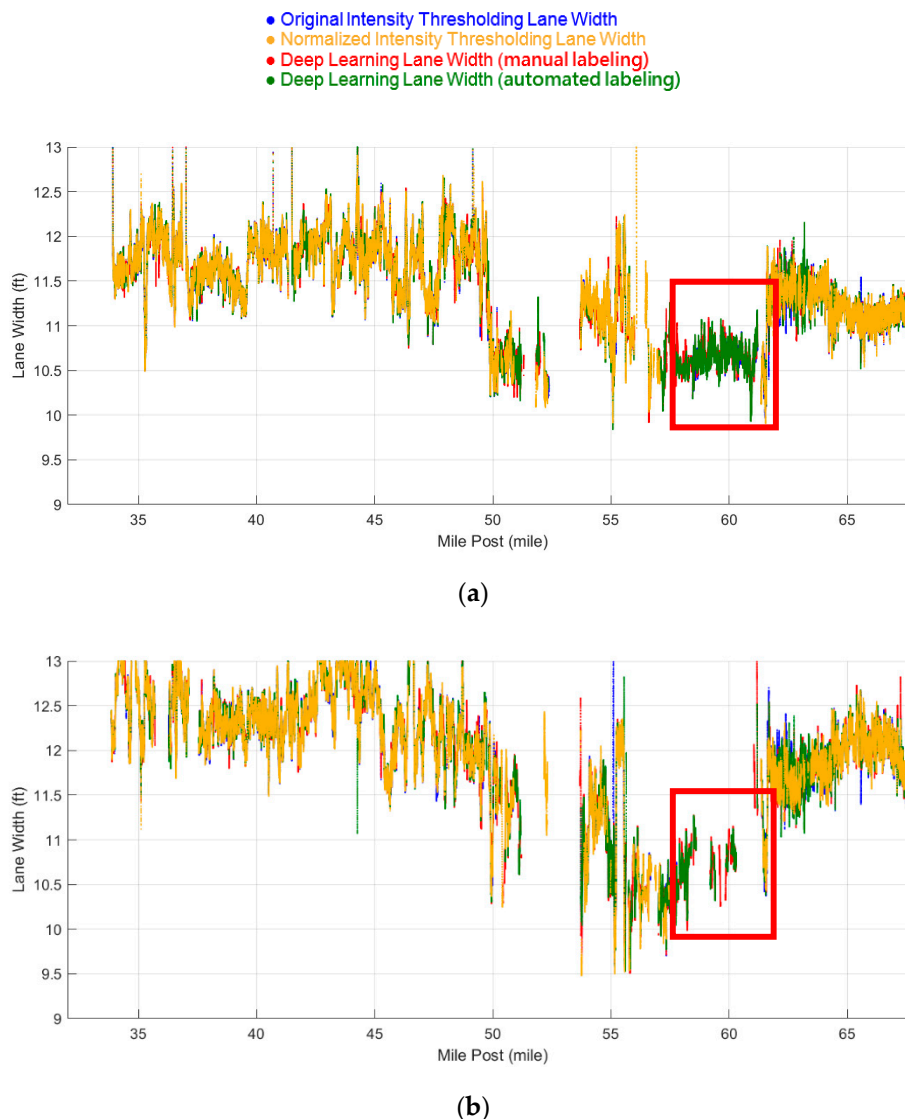 ● Original Intensity Thresholding Lane Width
● Normalized Intensity Thresholding Lane Width
● Deep Learning Lane Width (manual labeling)
● Deep Learning Lane Width (automated labeling)
13
12.5
12
11.5
11
10.5
10
9.5
9
Lane Width (ft)
35 40 45 50 55 60 65
Mile Post (mile)
(a)
13
12.5
12
11.5
11
10.5
10
9.5
9
Lane Width (ft)
35 40 45 50 55 60 65
Mile Post (mile)
(b)